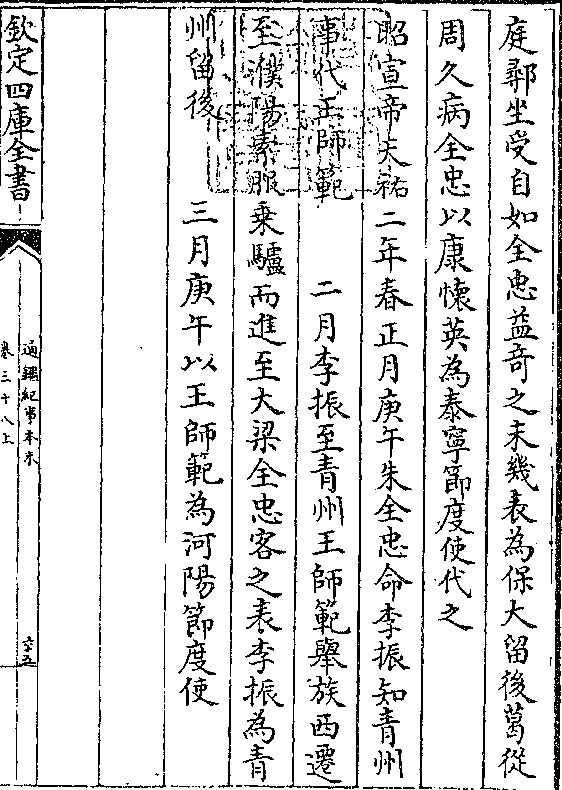 庭鄩坐受自如全忠益奇之未幾表為保大留後葛從
周久病全忠以康懐英為泰寧節度使代之
昭宣帝天祐二年春正月庚午朱全忠命李振知青州
事代王師範　　二月李振至青州王師範舉族西遷
至濮陽素服乗驢而進至大梁全忠客之表李振為青
州留後　　三月庚午以王師範為河陽節度使
欽定四庫全書
通鑑紀事本末
卷三十八上
六十五